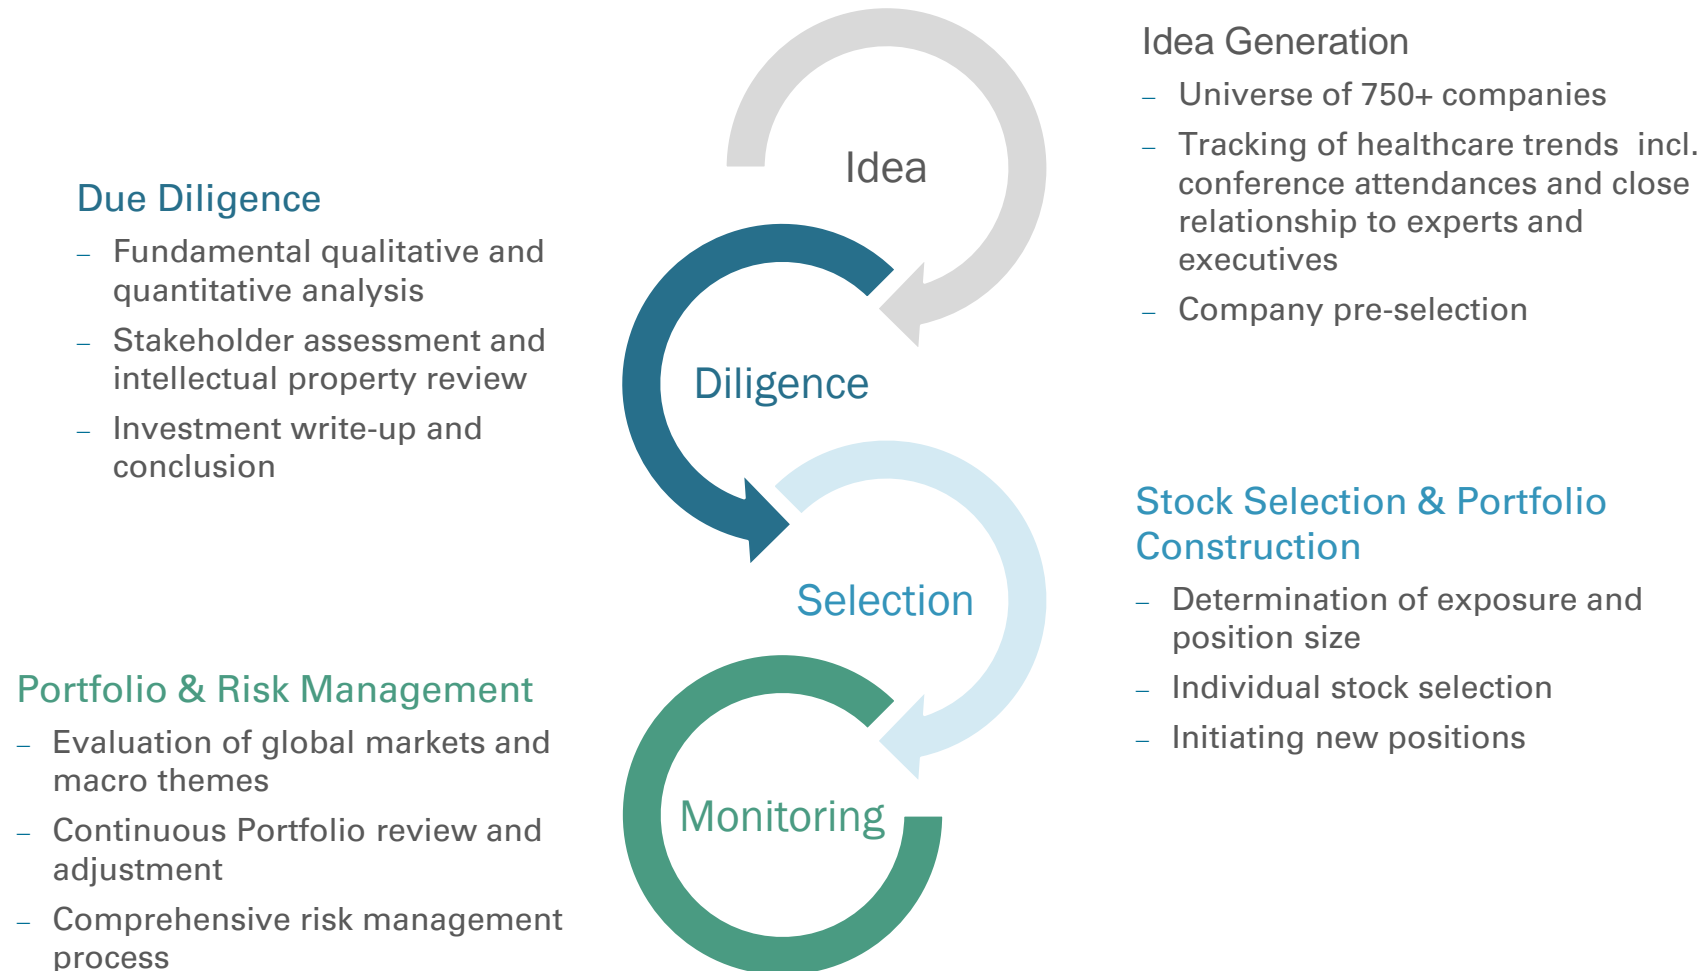 Idea Generation
– Universe of 750+ companies
– Tracking of healthcare trends  incl.
conference attendances and close
relationship to experts and
executives
– Company pre-selection
Idea
Due Diligence
– Fundamental qualitative and
quantitative analysis
– Stakeholder assessment and
intellectual property review
– Investment write-up and
conclusion
Diligence
Stock Selection & Portfolio
Construction
– Determination of exposure and
position size
– Individual stock selection
– Initiating new positions
Selection
Portfolio & Risk Management
– Evaluation of global markets and
macro themes
– Continuous Portfolio review and
adjustment
– Comprehensive risk management
process
Monitoring